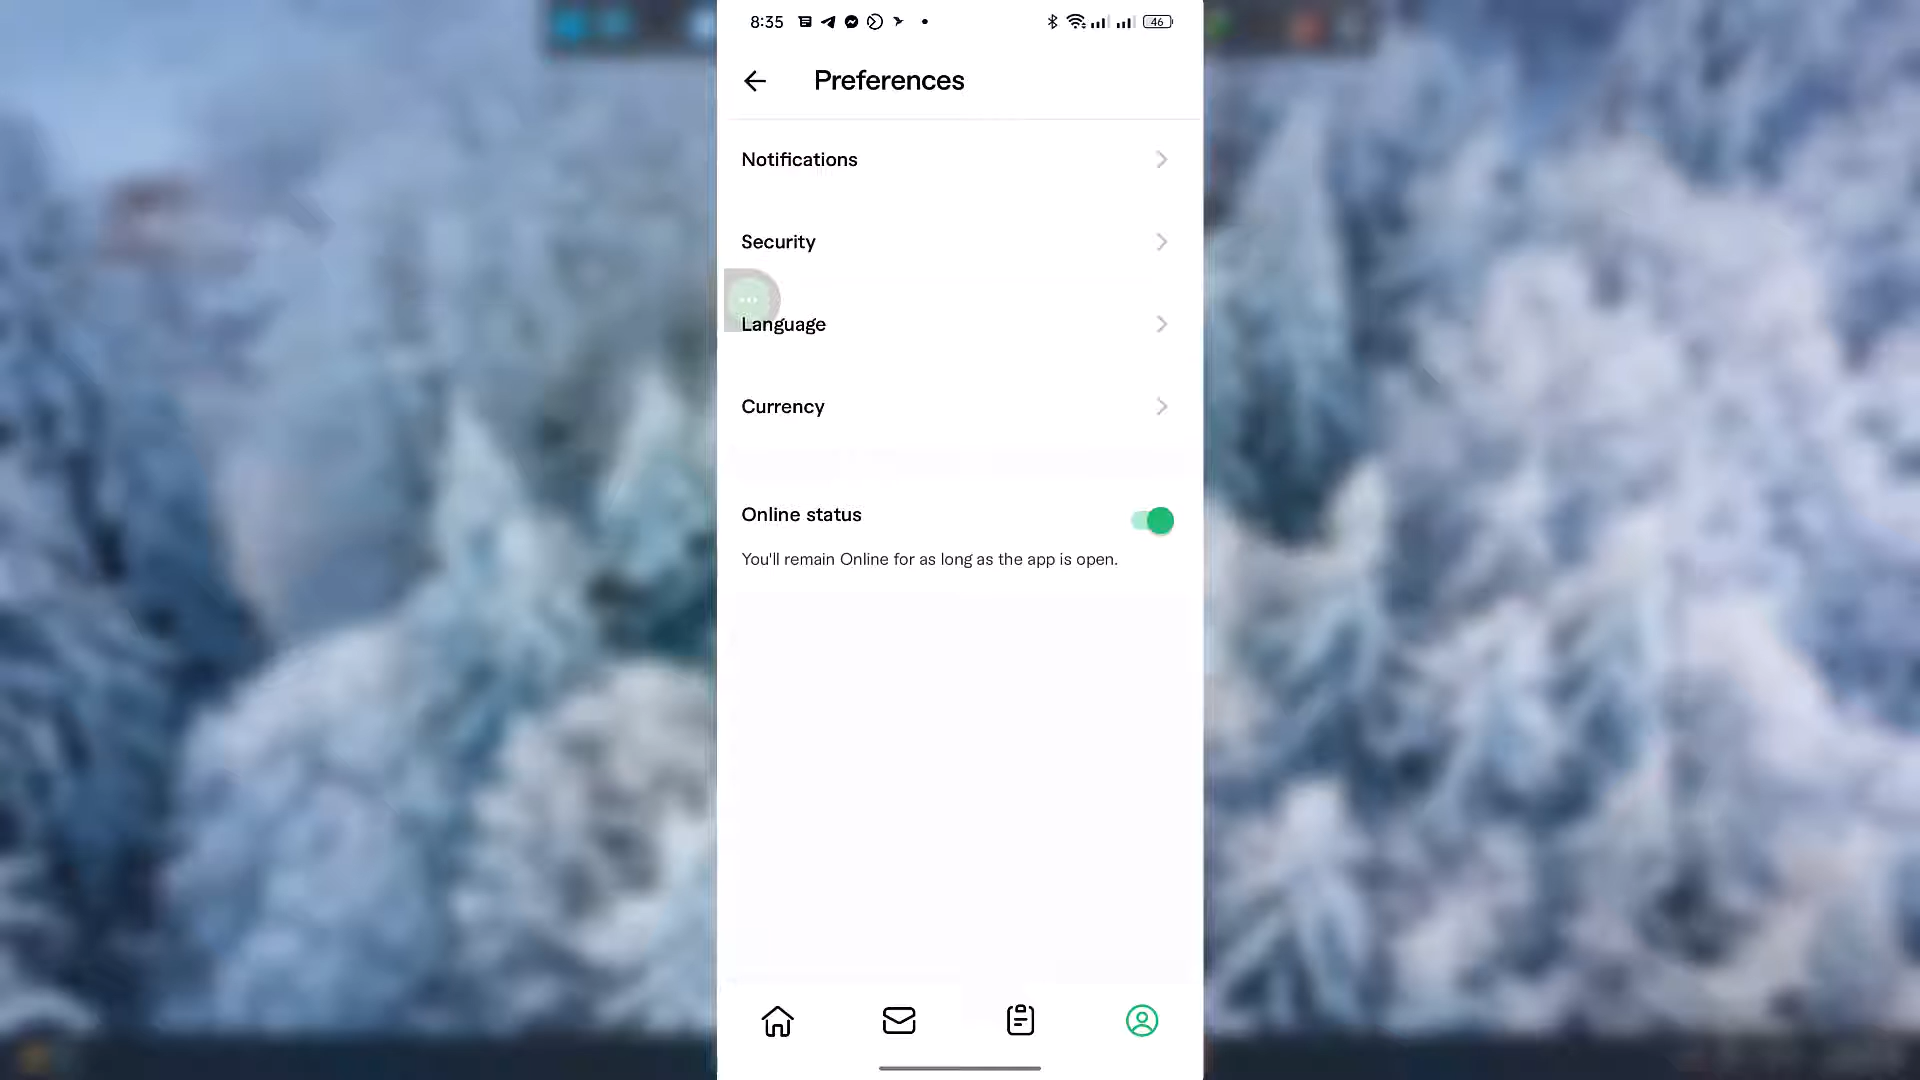 8:35
46
Preferences
Notifications
Security
Language
Currency
Online status
You'll remain Online for as long as the app is open.